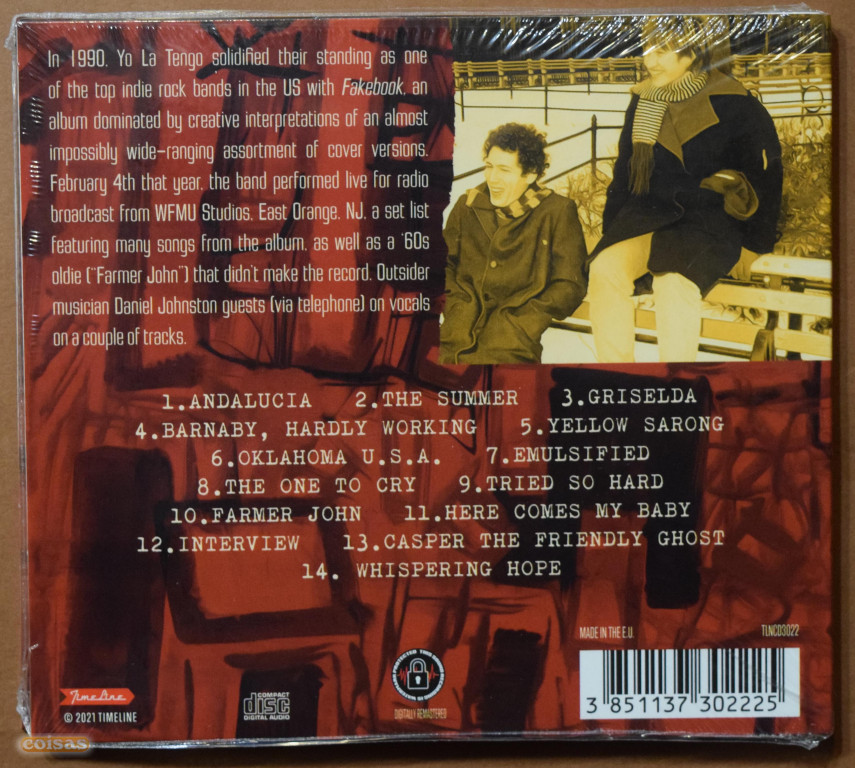 In 1990, Yo La Tengo solidified their standing as one
of the top indie rock bands in the US with Fakebook, an
album dominated by creative interpretations of an almost
impossibly wide-ranging assortment of cover versions.
February 4th that year, the band performed live for radio
broadcast from WFMU Studios, East Orange, NJ, a set list
featuring many songs from the album, as well as a '60s
oldie ("Farmer John") that didn't make the record. Outsider
musician Daniel Johnston guests (via telephone) on vocals
on a couple of tracks.
1.ANDALUCIA 2.THE SUMMER 3.GRISELDA
4.BARNABY, HARDLY WORKING 5.YELLOW SARONG
6.OKLAHOMA U.S.A. 7.EMULSIFIED
8.THE ONE TO CRY 9.TRIED SO HARD
10.FARMER JOHN 11.HERE COMES MY BABY
12.INTERVIEW 13.CASPER THE FRIENDLY GHOST
14. WHISPERING HOPE
MADE IN THE E.U. TLNCD3022
TimeLine
© 2021 TIMELINE
COMPACT
disc
DIGITAL AUDIO
DIGITALLY REMASTERED
3 851137 302225
coisas